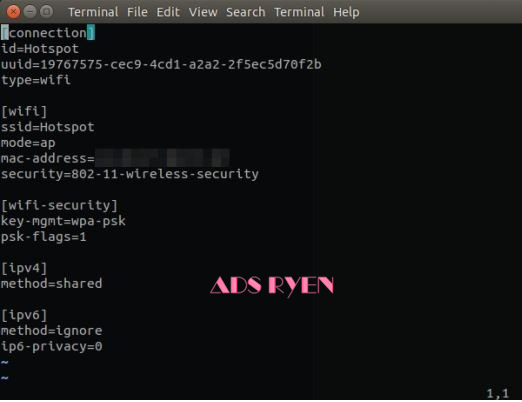 Terminal File Edit View Search Terminal Help
[connection]
id=Hotspot
uuid=19767575-cec9-4cd1-a2a2-2f5ec5d70f2b
type=wifi
[wifi]
ssid=Hotspot
mode=ap
mac-address=
security=802-11-wireless-security
[wifi-security]
key-mgmt=wpa-psk
psk-flags=1
[ipv4]
method=shared
ADS RYEN
[ipv6]
method=ignore
ip6-privacy=0
~
~
1,1